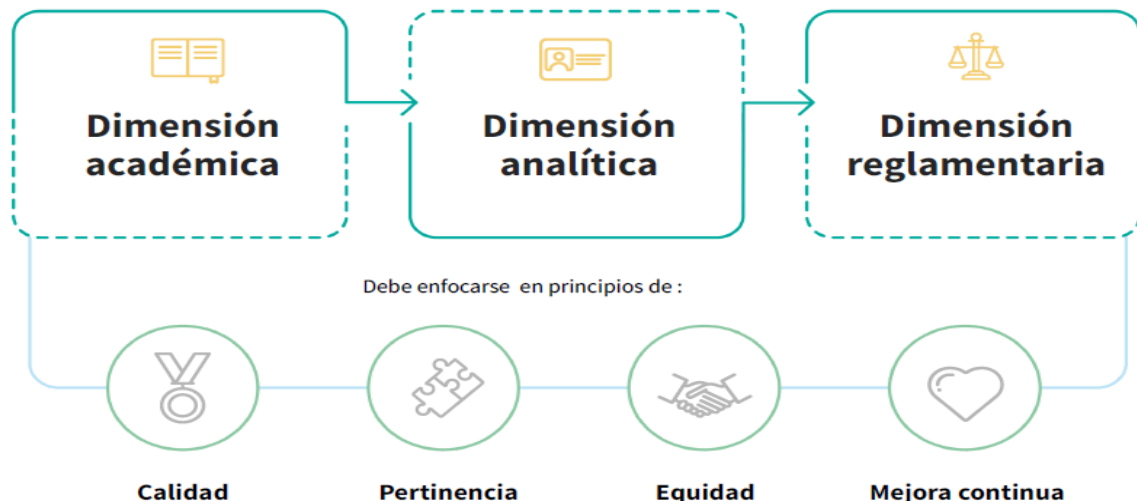 Dimensión
académica
Dimensión
analítica
Dimensión
reglamentaria
Debe enfocarse en principios de :
Calidad
Pertinencia
Equidad
Mejora continua